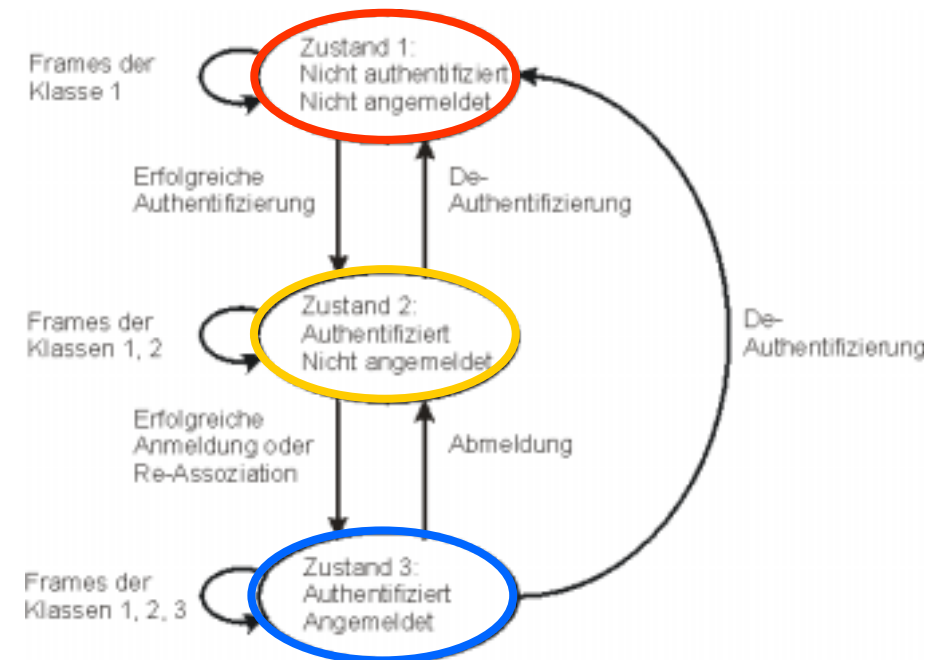 Zustand 1:
Nicht authentifiziert
Nicht angemeldet
Frames der
Klasse 1
Erfolgreiche
Authentifizierung
De-
Authentifizierung
Zustand 2:
Authentifiziert
Nicht angemeldet
Frames der
Klassen 1, 2
De-
Authentifizierung
Erfolgreiche
Anmeldung oder
Re-Assoziation
Abmeldung
Zustand 3:
Authentifiziert
Angemeldet
Frames der
Klassen 1, 2, 3